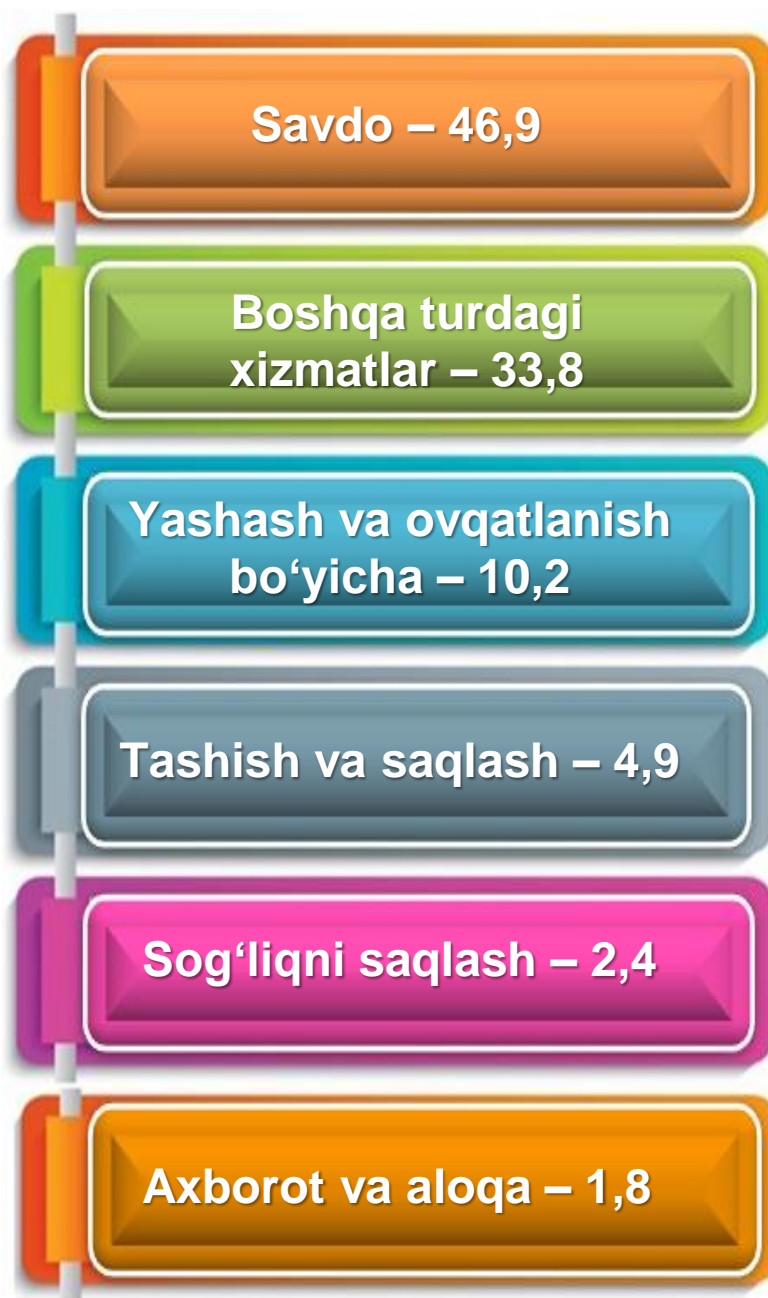 Savdo – 46,9
Boshqa turdagi
xizmatlar – 33,8
Yashash va ovqatlanish
bo‘yicha – 10,2
Tashish va saqlash – 4,9
Sog‘liqni saqlash – 2,4
Axborot va aloqa – 1,8